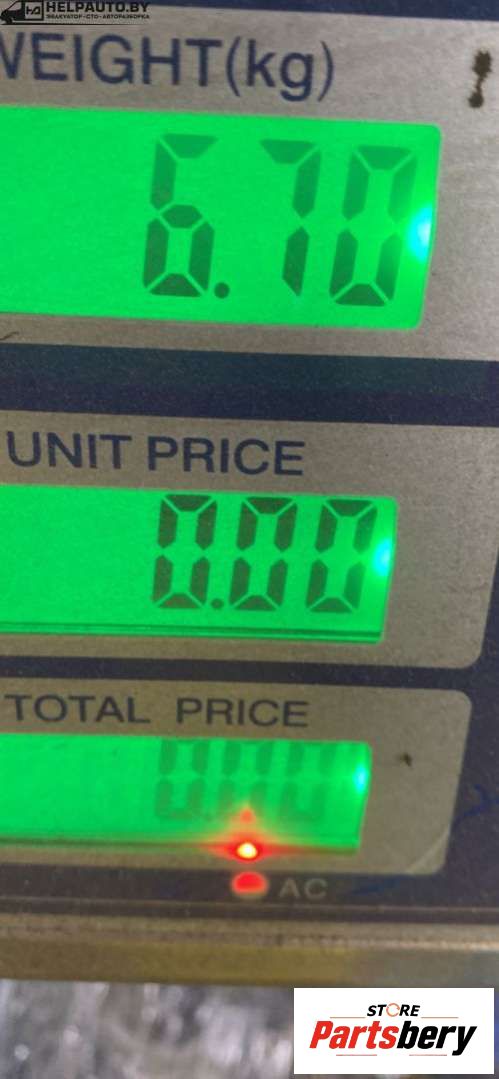 HELPAUTO.BY
ЭВАКУАТОР•СТО•АВТОРАЗБОРКА
WEIGHT(kg)
6.70
UNIT PRICE
0.00
TOTAL PRICE
0.00
AC
STORE
Partsbery